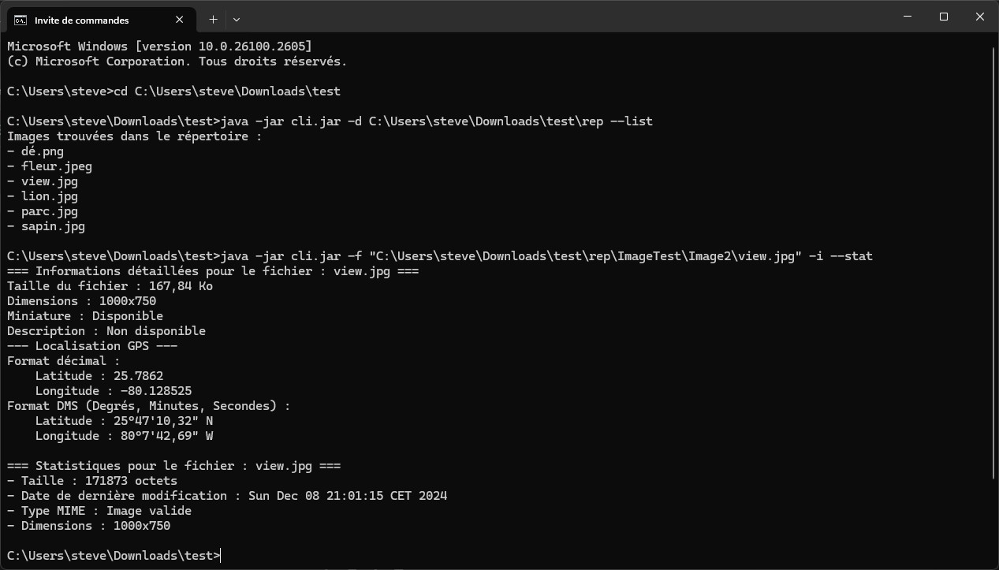 Invite de commandes
Microsoft Windows [version 10.0.26100.2605]
(c) Microsoft Corporation. Tous droits réservés.
C:\Users\steve>cd C:\Users\steve\Downloads\test
C:\Users\steve\Downloads\test>java -jar cli.jar -d C:\Users\steve\Downloads\test\rep --list
Images trouvées dans le répertoire :
- dé.png
- fleur.jpeg
- view.jpg
- lion.jpg
- parc.jpg
- sapin.jpg
C:\Users\steve\Downloads\test>java -jar cli.jar -f "C:\Users\steve\Downloads\test\rep\ImageTest\Image2\view.jpg" -i --stat
=== Informations détaillées pour le fichier : view.jpg ===
Taille du fichier : 167,84 Ko
Dimensions : 1000x750
Miniature : Disponible
Description : Non disponible
--- Localisation GPS ---
Format décimal :
    Latitude : 25.7862
    Longitude : -80.128525
Format DMS (Degrés, Minutes, Secondes) :
    Latitude : 25°47'10,32" N
    Longitude : 80°7'42,69" W
=== Statistiques pour le fichier : view.jpg ===
- Taille : 171873 octets
- Date de dernière modification : Sun Dec 08 21:01:15 CET 2024
- Type MIME : Image valide
- Dimensions : 1000x750
C:\Users\steve\Downloads\test>